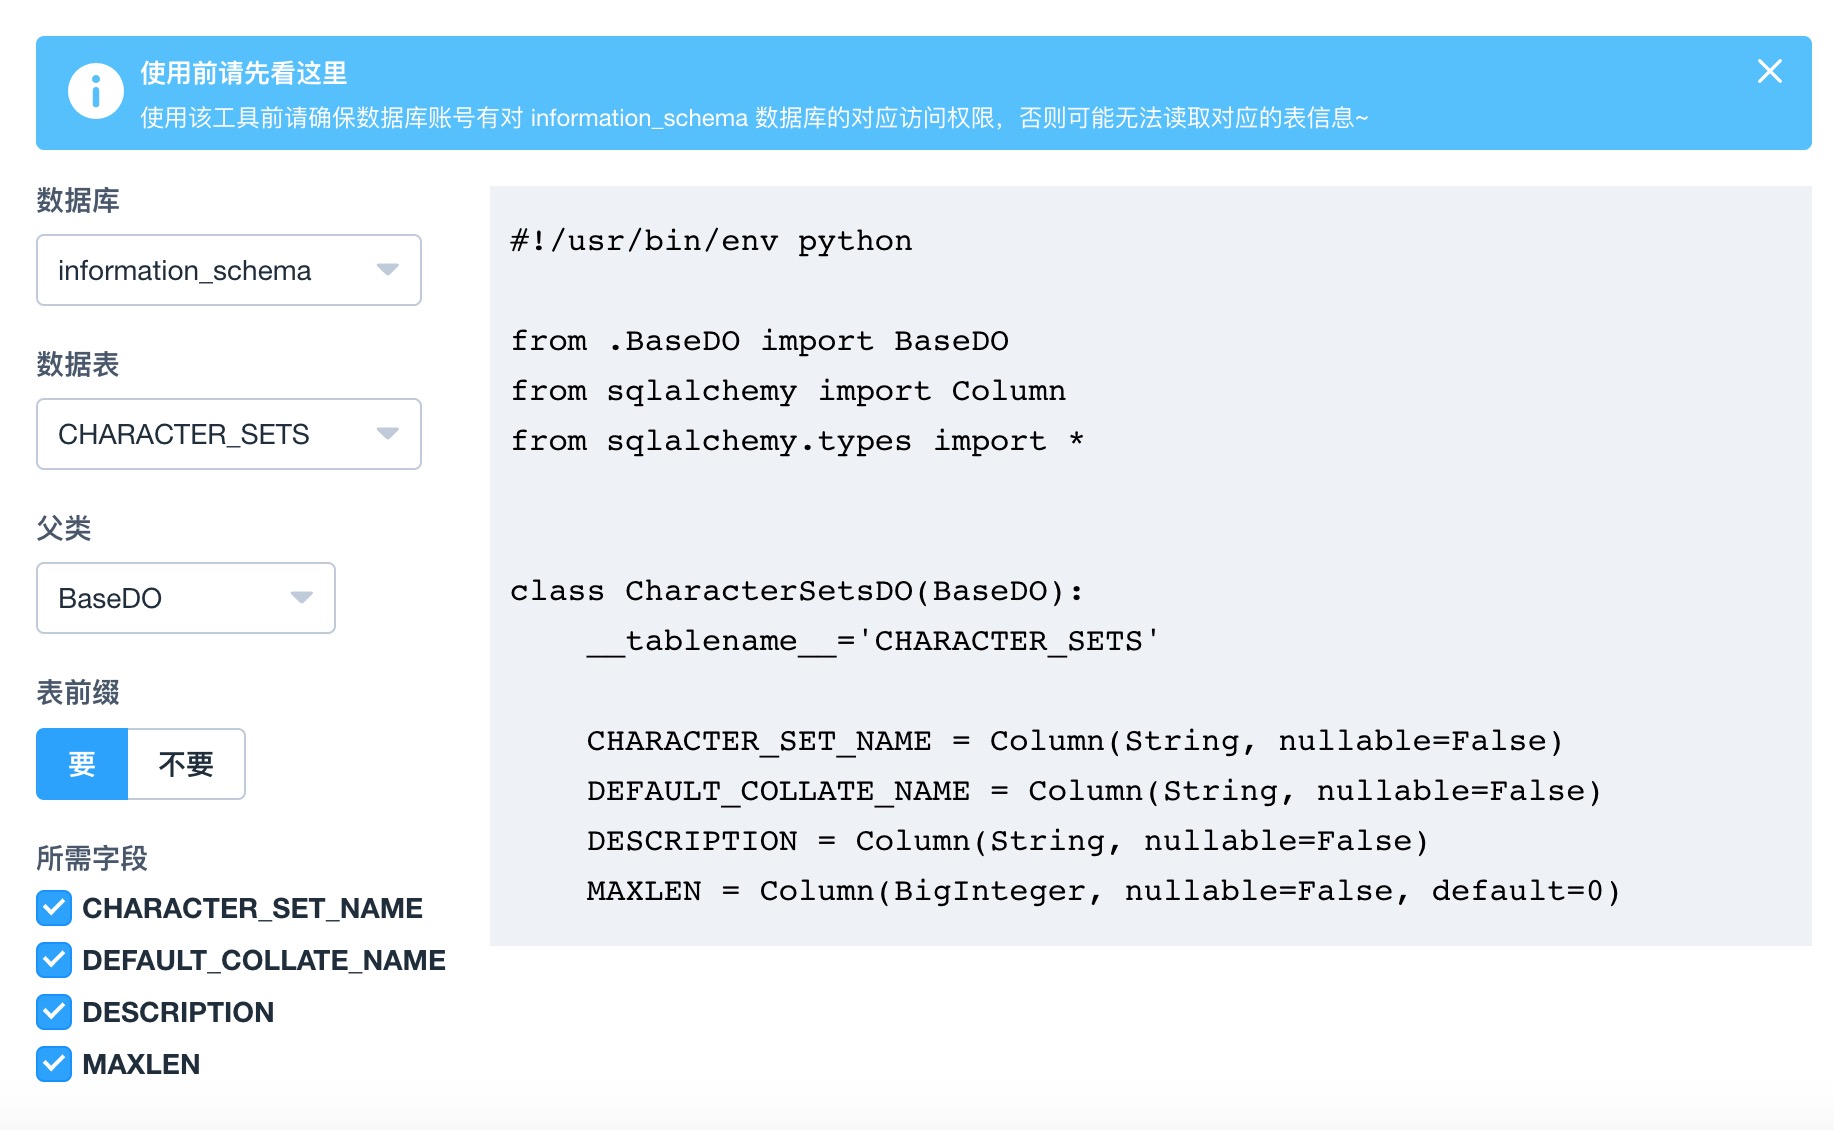 使用前请先看这里
使用该工具前请确保数据库账号有对 information_schema 数据库的对应访问权限，否则可能无法读取对应的表信息~
数据库
information_schema
数据表
CHARACTER_SETS
父类
BaseDO
表前缀
要 不要
所需字段
CHARACTER_SET_NAME
DEFAULT_COLLATE_NAME
DESCRIPTION
MAXLEN
#!/usr/bin/env python
from .BaseDO import BaseDO
from sqlalchemy import Column
from sqlalchemy.types import *
class CharacterSetsDO(BaseDO):
    __tablename__='CHARACTER_SETS'
    CHARACTER_SET_NAME = Column(String, nullable=False)
    DEFAULT_COLLATE_NAME = Column(String, nullable=False)
    DESCRIPTION = Column(String, nullable=False)
    MAXLEN = Column(BigInteger, nullable=False, default=0)